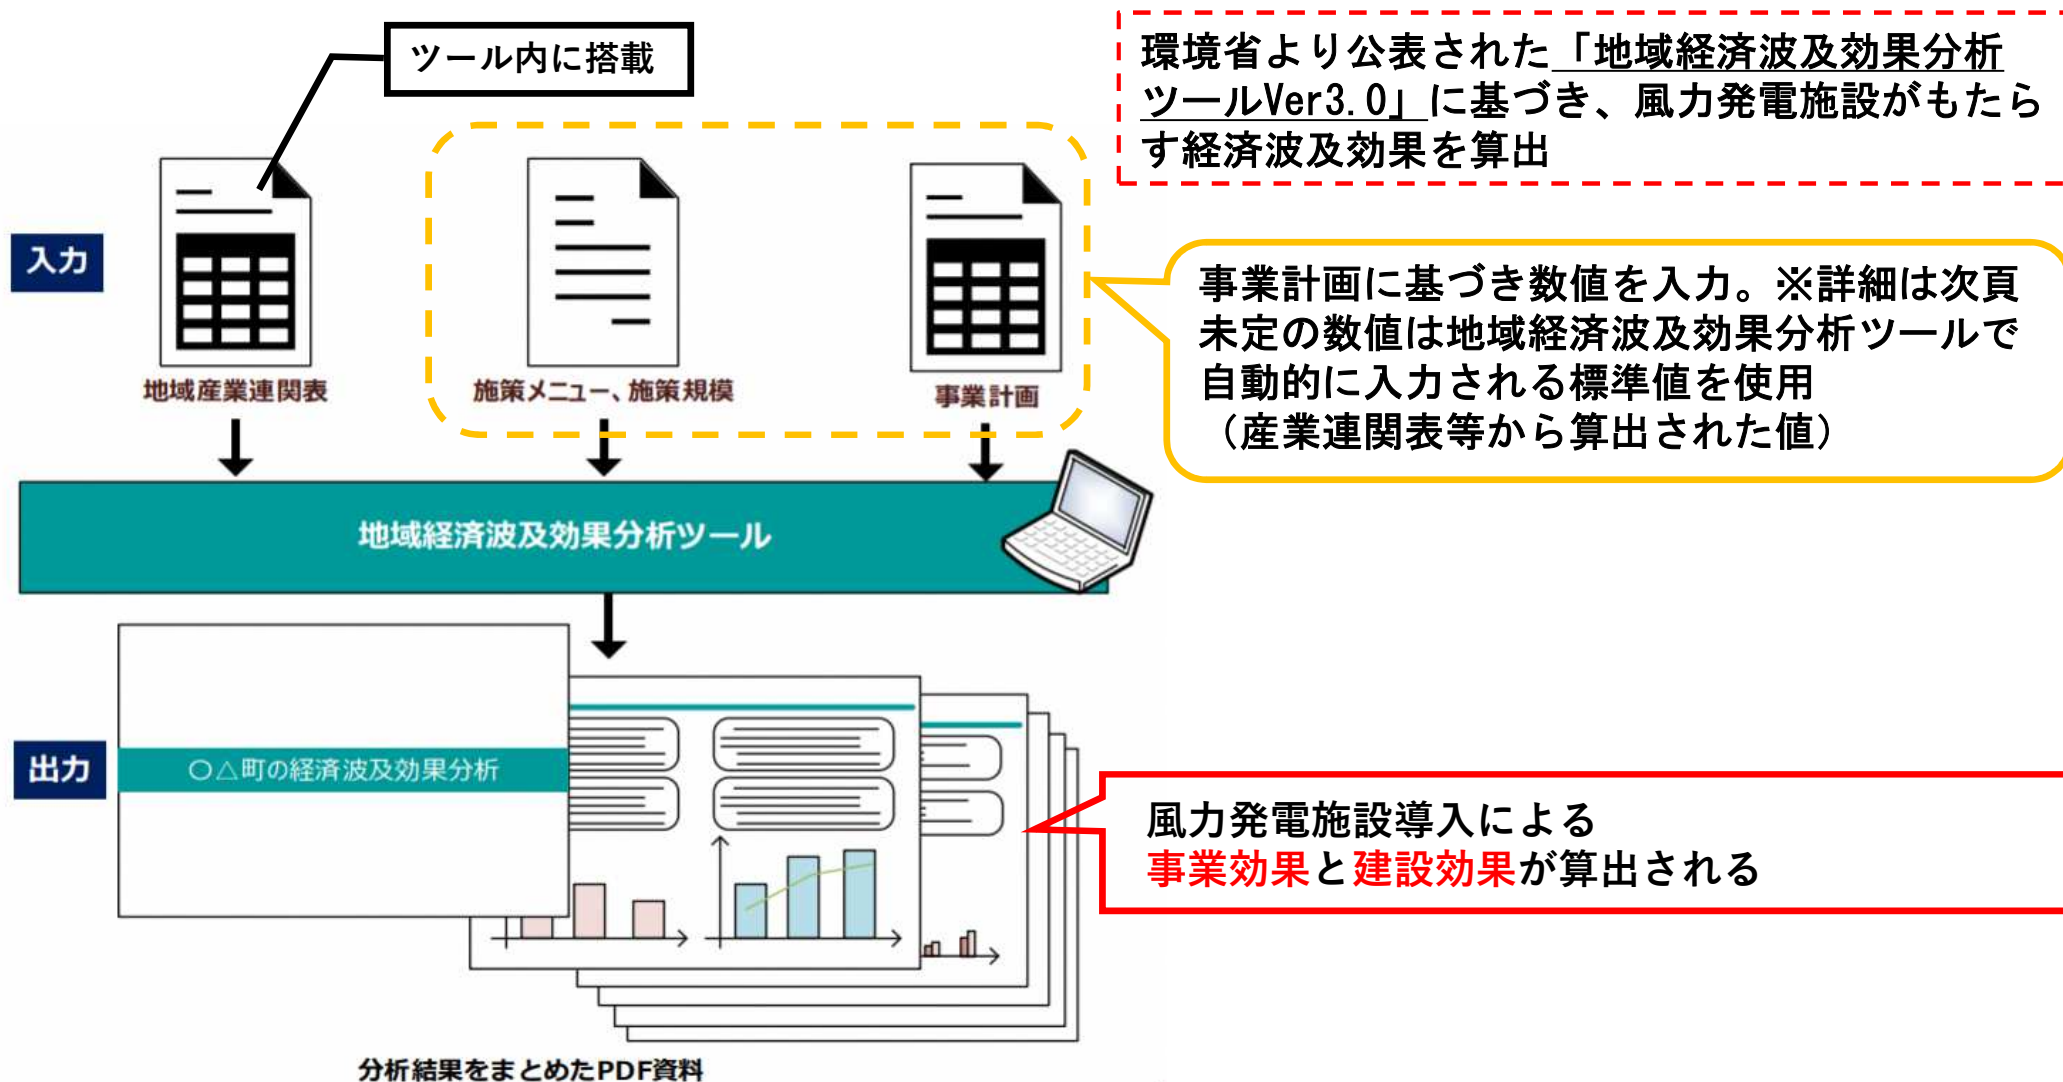 ツール内に搭載
環境省より公表された「地域経済波及効果分析
ツールVer3.0」に基づき、風力発電施設がもたら
す経済波及効果を算出
入力
地域産業連関表
施策メニュー、施策規模
事業計画
事業計画に基づき数値を入力。※詳細は次頁
未定の数値は地域経済波及効果分析ツールで
自動的に入力される標準値を使用
（産業連関表等から算出された値）
地域経済波及効果分析ツール
出力
〇△町の経済波及効果分析
風力発電施設導入による
事業効果と建設効果が算出される
分析結果をまとめたPDF資料